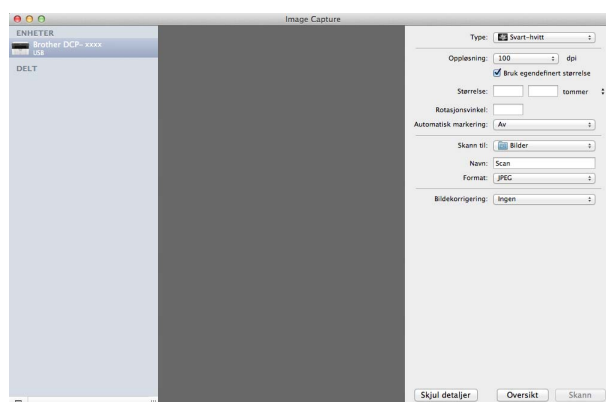 Image Capture
ENHETER
Brother DCP- xxxx
USB
DELT
Type: Svart-hvitt
Oppløsning: 100 dpi
Bruk egendefinert størrelse
Størrelse: tommer
Rotasjonsvinkel:
Automatisk markering: Av
Skann til: Bilder
Navn: Scan
Format: JPEG
Bildekorrigering: Ingen
Skjul detaljer Oversikt Skann